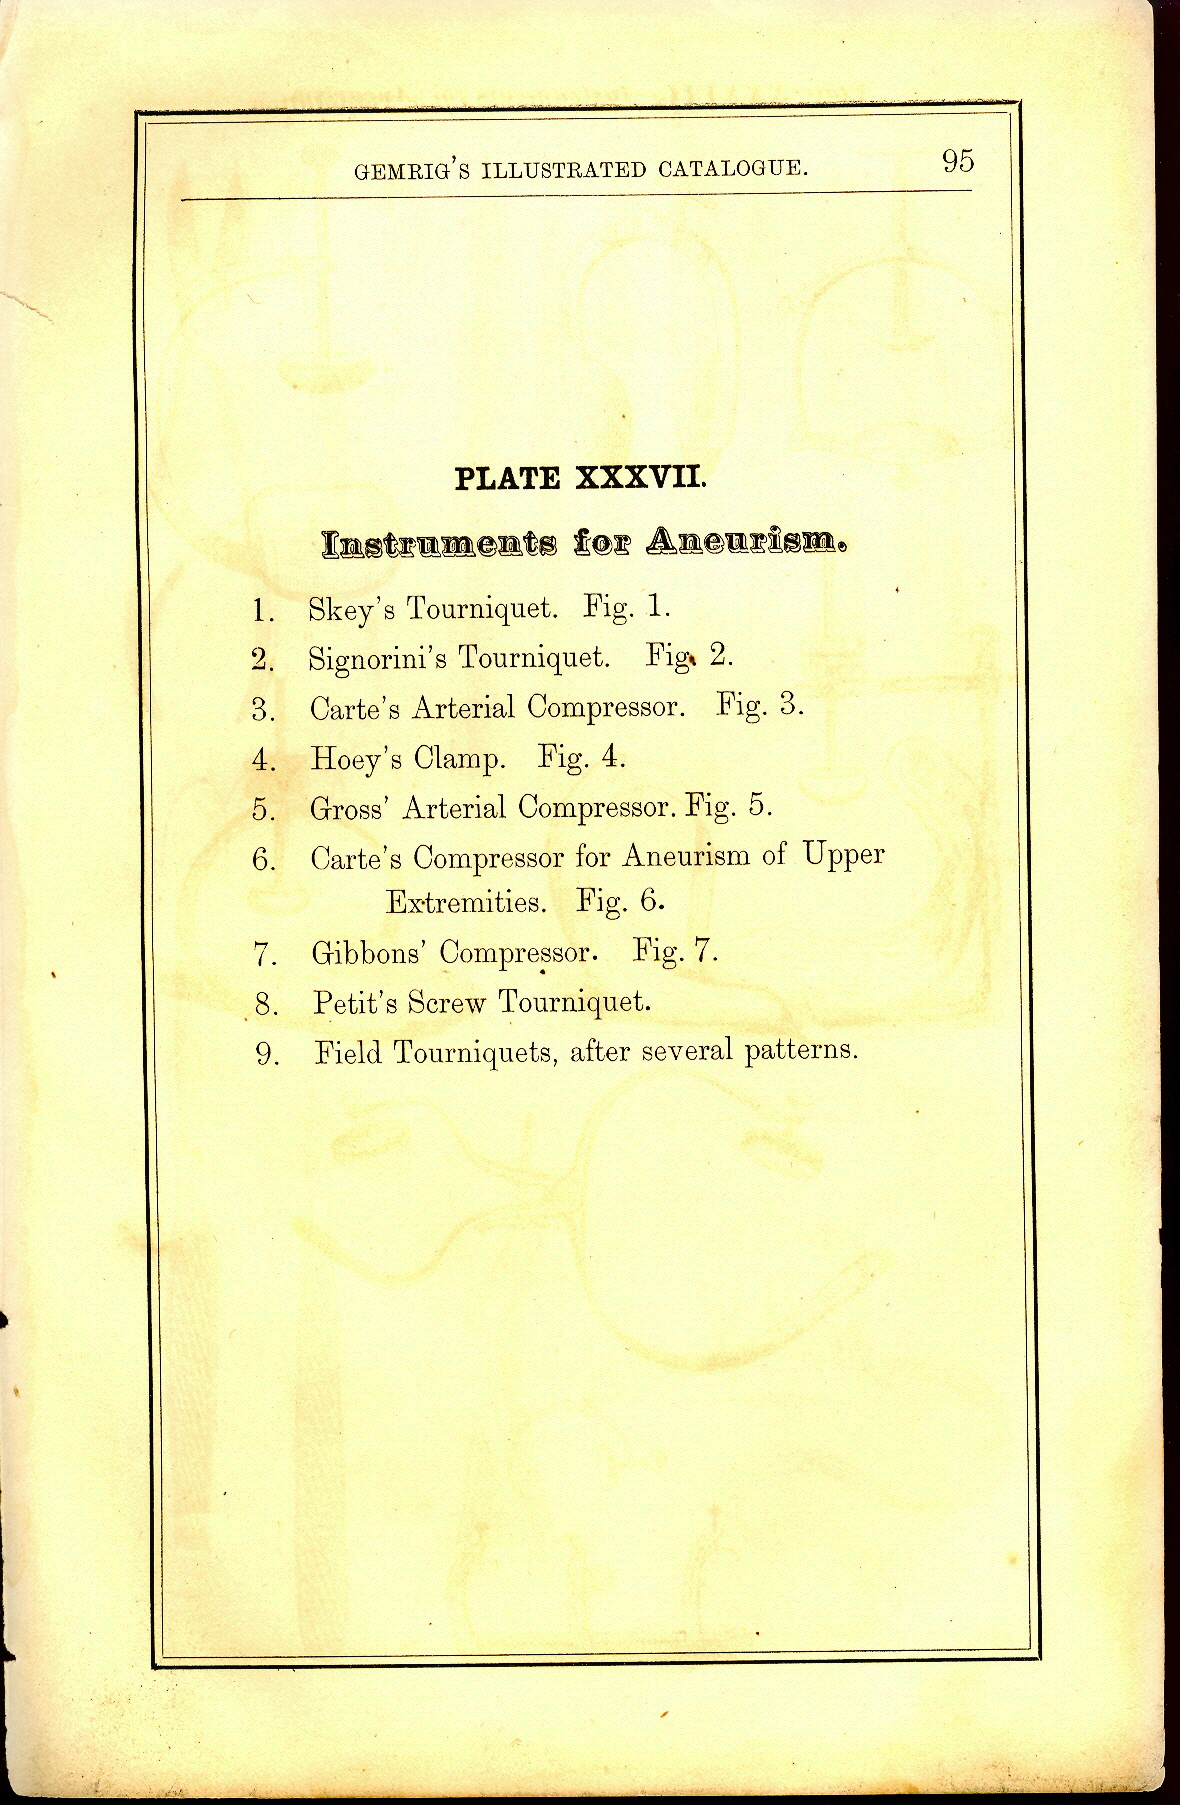 GEMRIG'S ILLUSTRATED CATALOGUE. 95
PLATE XXXVII.
Instruments for Aneurism.
1. Skey's Tourniquet. Fig. 1.
2. Signorini's Tourniquet. Fig. 2.
3. Carte's Arterial Compressor. Fig. 3.
4. Hoey's Clamp. Fig. 4.
5. Gross' Arterial Compressor. Fig. 5.
6. Carte's Compressor for Aneurism of Upper
Extremities. Fig. 6.
7. Gibbons' Compressor. Fig. 7.
8. Petit's Screw Tourniquet.
9. Field Tourniquets, after several patterns.